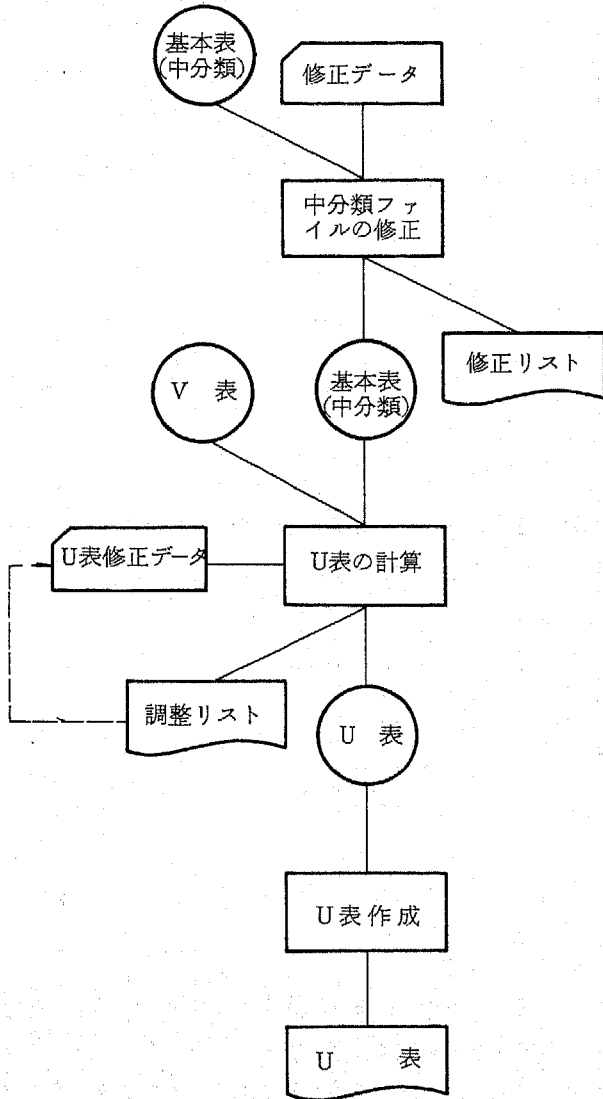 基本表
(中分類)
修正データ
中分類ファ
イルの修正
修正リスト
V 表
基本表
(中分類)
U表修正データ
U表の計算
調整リスト
U 表
U表作成
U 表